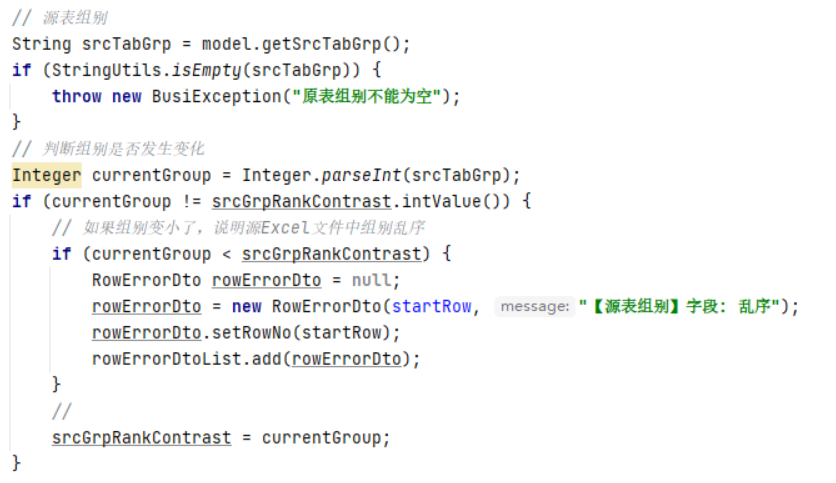 // 源表组别
String srcTabGrp = model.getSrcTabGrp();
if (StringUtils.isEmpty(srcTabGrp)) {
    throw new BusiException("原表组别不能为空");
}
// 判断组别是否发生变化
Integer currentGroup = Integer.parseInt(srcTabGrp);
if (currentGroup != srcGrpRankContrast.intValue()) {
    // 如果组别变小了，说明源Excel文件中组别乱序
    if (currentGroup < srcGrpRankContrast) {
        RowErrorDto rowErrorDto = null;
        rowErrorDto = new RowErrorDto(startRow, message: "【源表组别】字段: 乱序");
        rowErrorDto.setRowNo(startRow);
        rowErrorDtoList.add(rowErrorDto);
    }
    //
    srcGrpRankContrast = currentGroup;
}